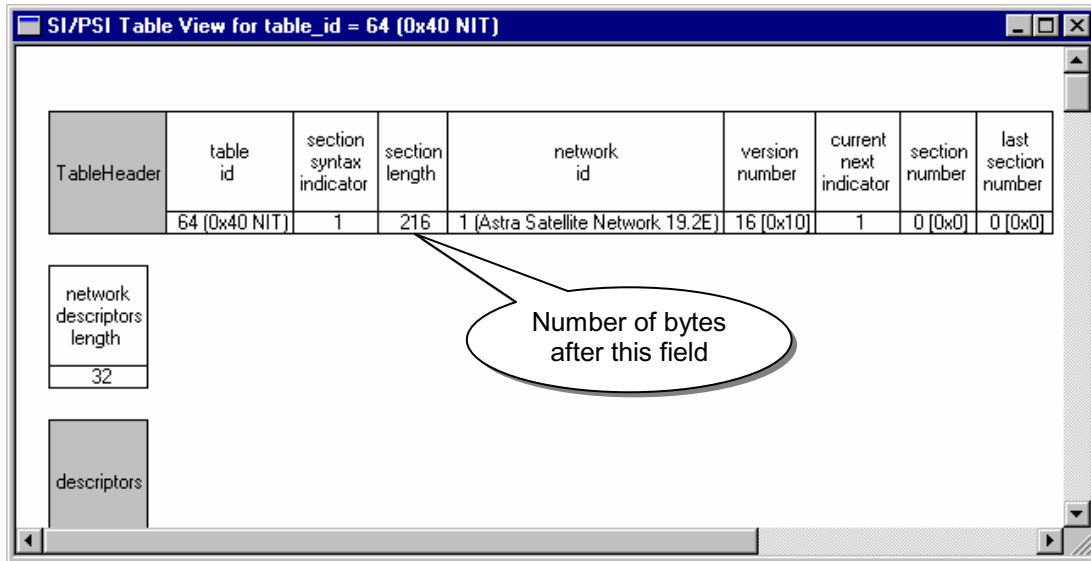 SI/PSI Table View for table_id = 64 (0x40 NIT)
TableHeader
table
id
section
syntax
indicator
section
length
network
id
version
number
current
next
indicator
section
number
last
section
number
64 (0x40 NIT)
1
216
1 (Astra Satellite Network 19.2E)
16 [0x10]
1
0 [0x0]
0 [0x0]
network
descriptors
length
32
Number of bytes
after this field
descriptors